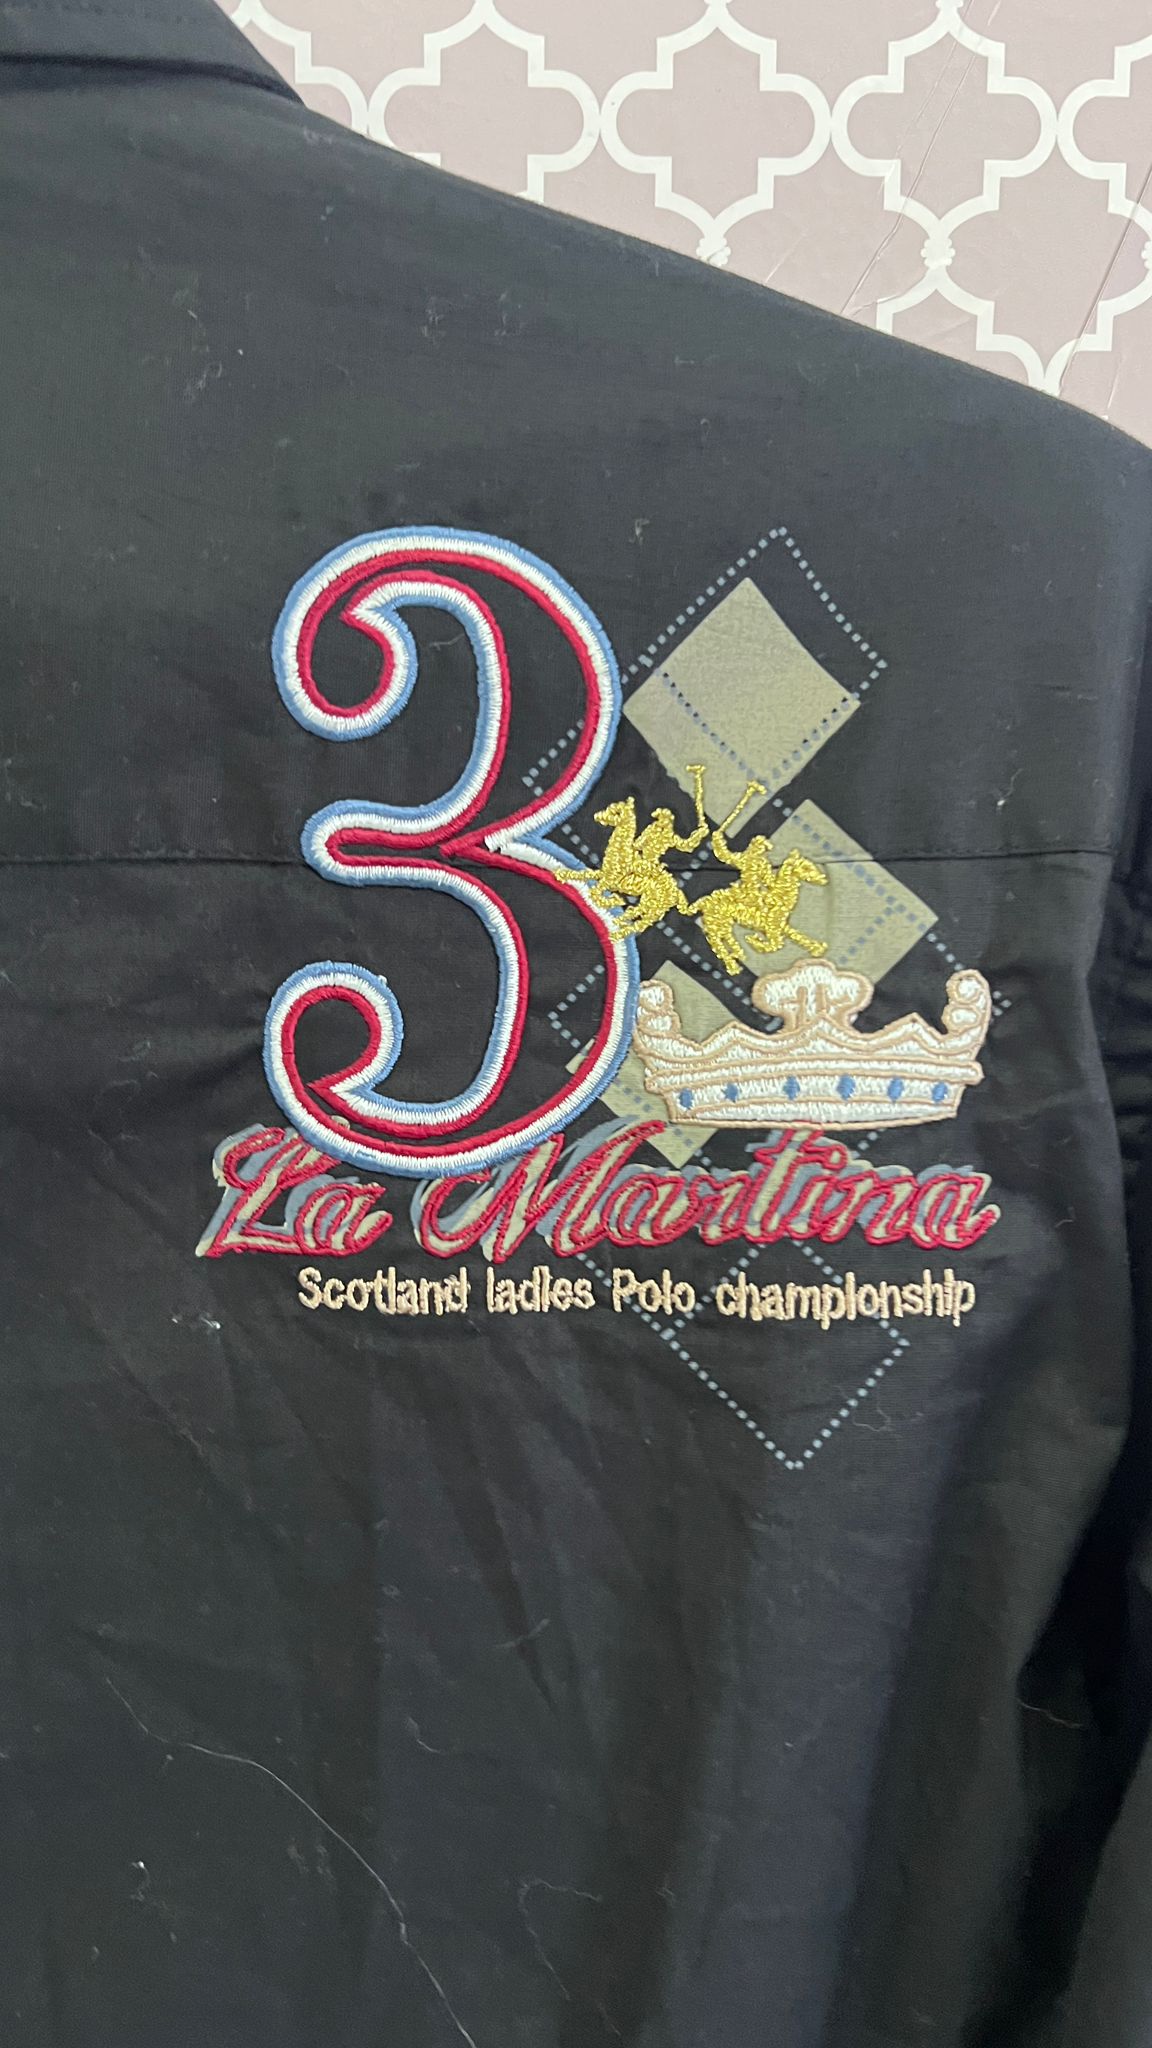 3
La Martina
Scotland ladies Polo championship